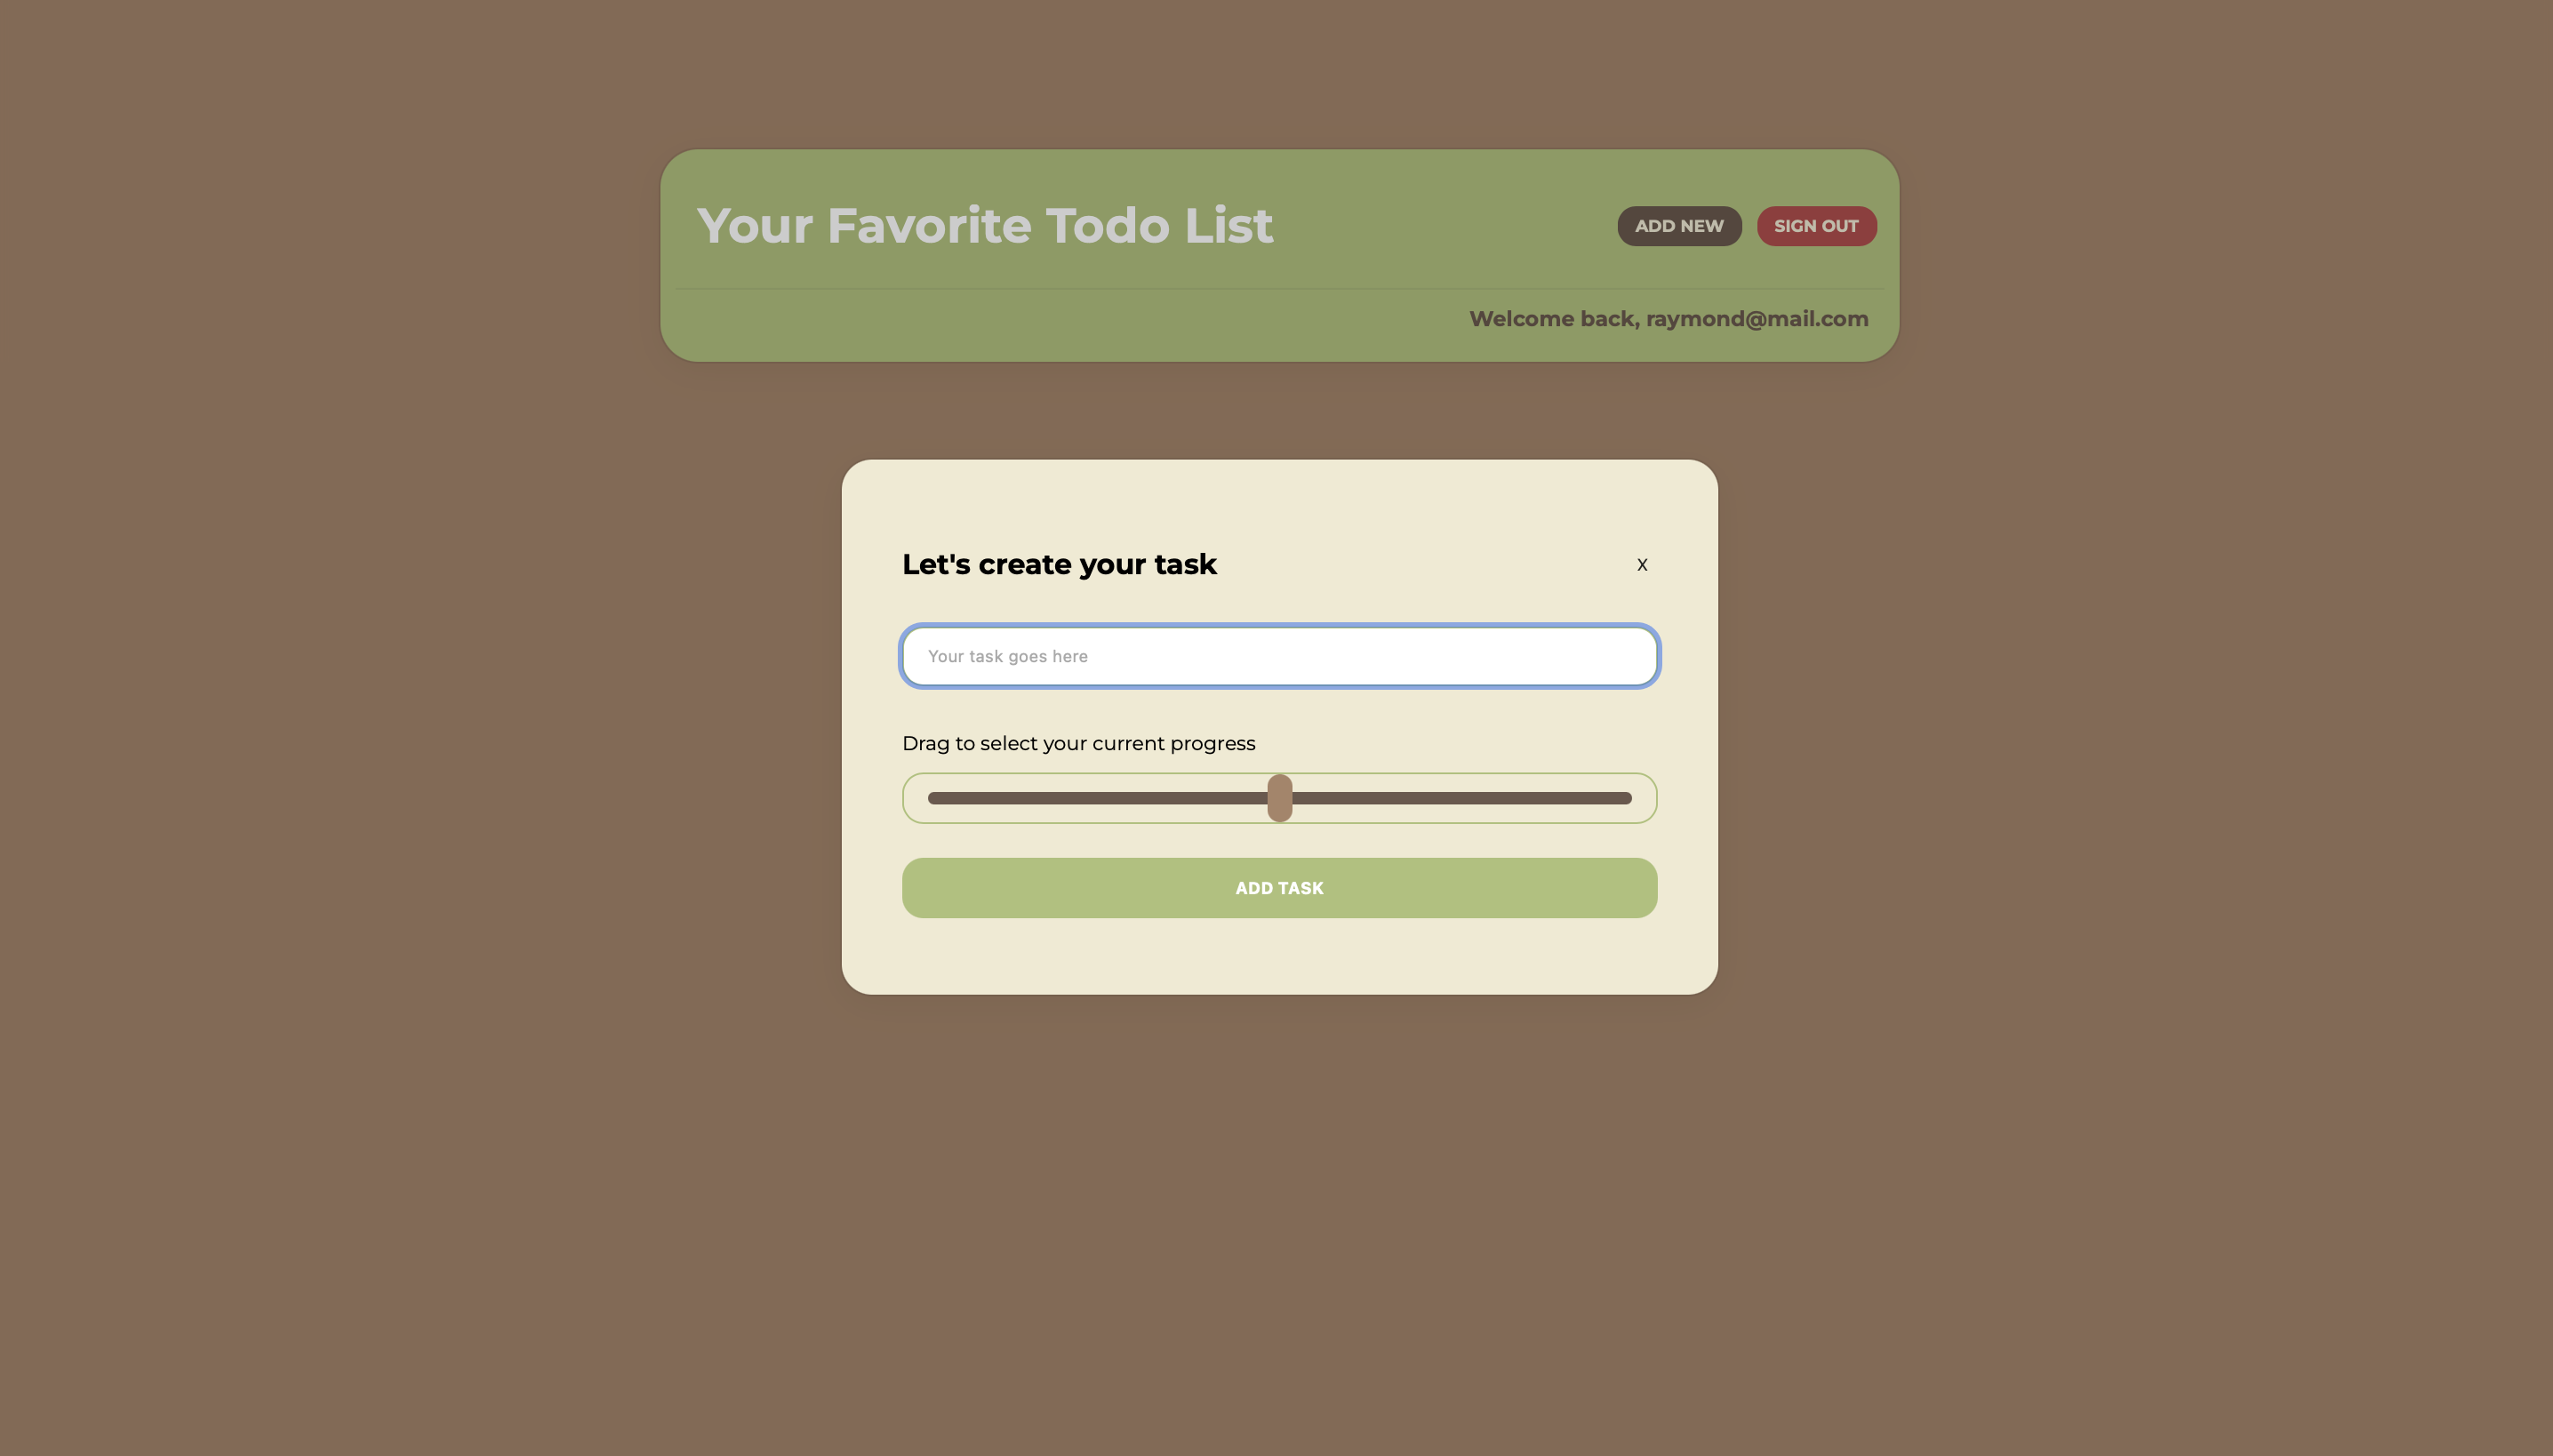 Your Favorite Todo List
ADD NEW
SIGN OUT
Welcome back, raymond@mail.com
Let's create your task
x
Your task goes here
Drag to select your current progress
ADD TASK